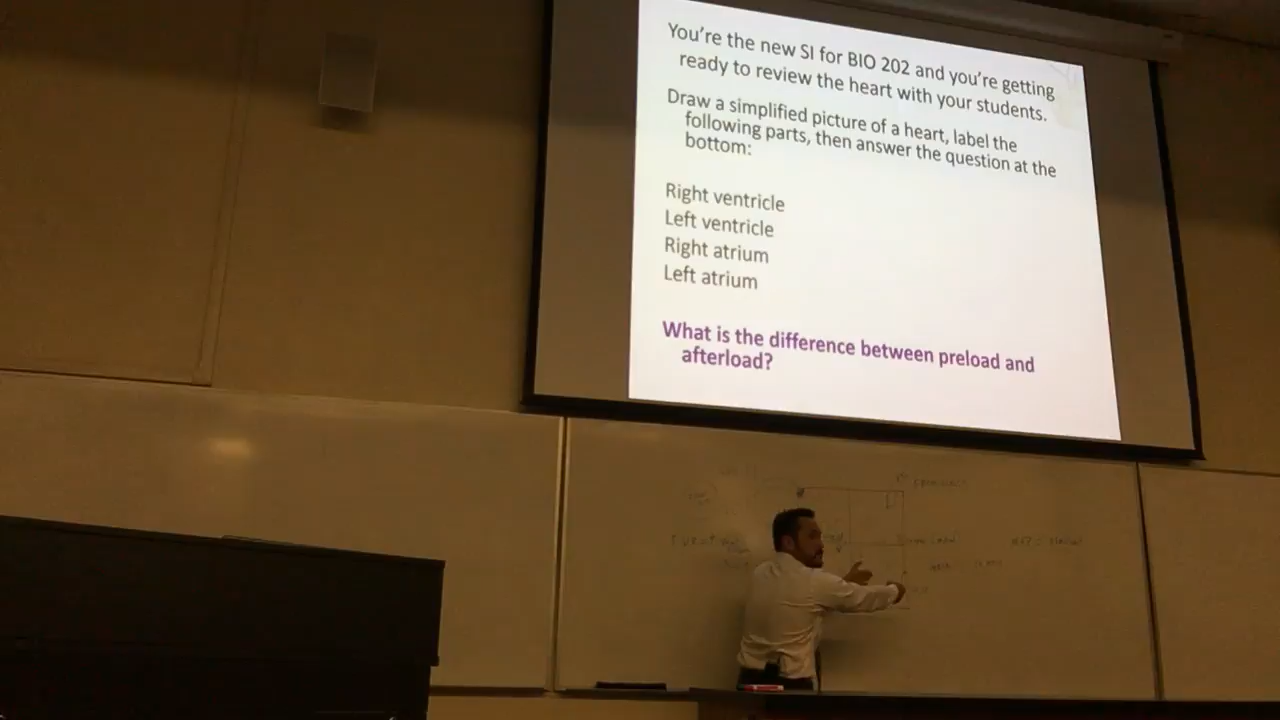 You're the new SI for BIO 202 and you're getting
ready to review the heart with your students.
Draw a simplified picture of a heart, label the
following parts, then answer the question at the
bottom:
Right ventricle
Left ventricle
Right atrium
Left atrium
What is the difference between preload and
afterload?